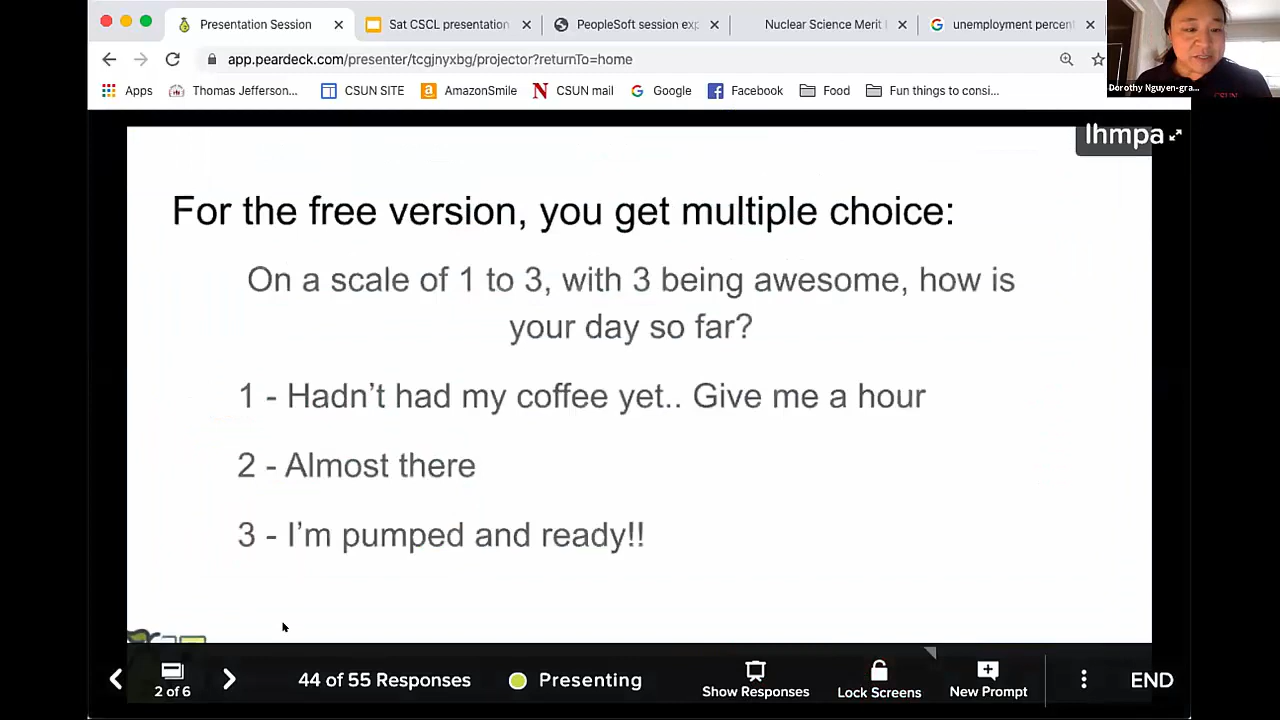 Presentation Session
Sat CSCL presentation
PeopleSoft session exp
Nuclear Science Merit
unemployment percent
app.peardeck.com/presenter/tcgjnyxbg/projector?returnTo=home
Apps
Thomas Jefferson...
CSUN SITE
AmazonSmile
CSUN mail
Google
Facebook
Food
Fun things to consi...
Dorothy Nguyen-gra...
CSUN
lhmpa
For the free version, you get multiple choice:
On a scale of 1 to 3, with 3 being awesome, how is
your day so far?
1 - Hadn't had my coffee yet.. Give me a hour
2 - Almost there
3 - I'm pumped and ready!!
2 of 6
44 of 55 Responses
Presenting
Show Responses
Lock Screens
New Prompt
END